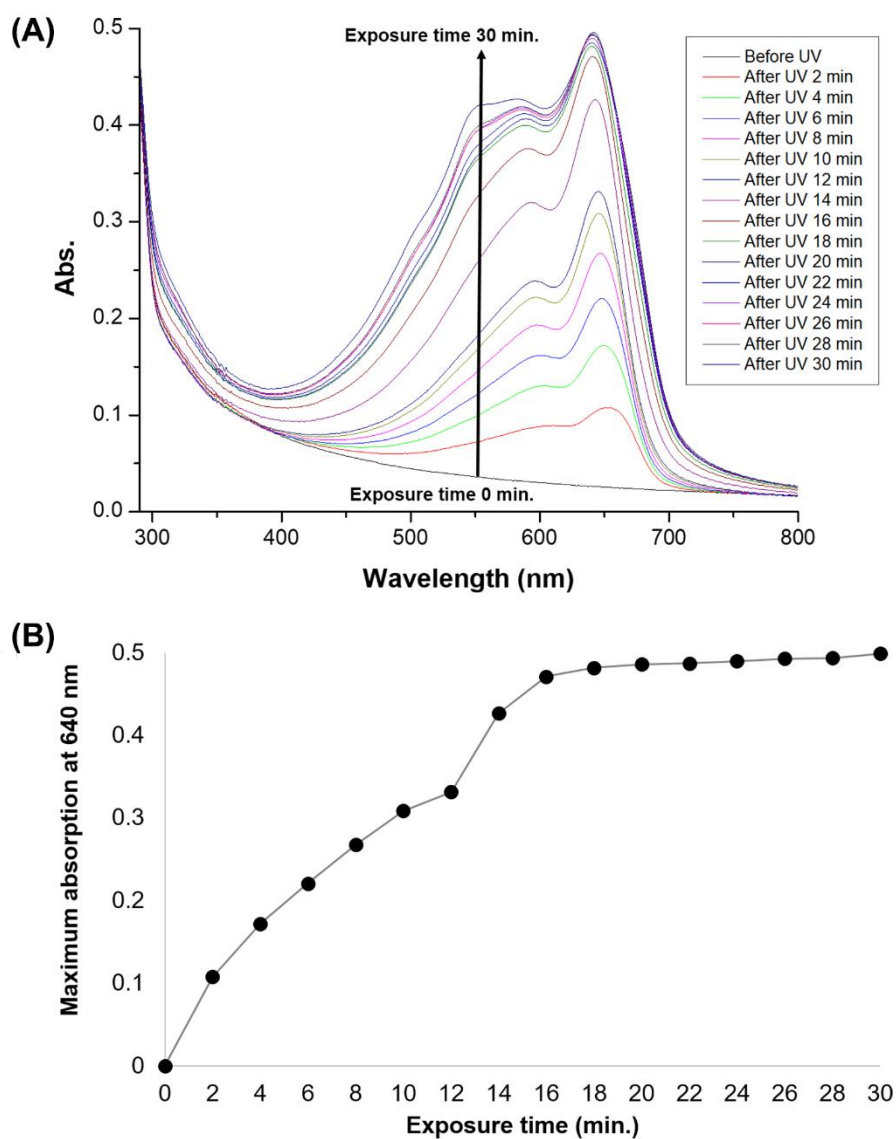 (A)
Exposure time 30 min.
Before UV
After UV 2 min
After UV 4 min
After UV 6 min
After UV 8 min
After UV 10 min
After UV 12 min
After UV 14 min
After UV 16 min
After UV 18 min
After UV 20 min
After UV 22 min
After UV 24 min
After UV 26 min
After UV 28 min
After UV 30 min
0.5
0.4
0.3
0.2
0.1
0.0
Abs.
Exposure time 0 min.
300 400 500 600 700 800
Wavelength (nm)
(B)
Maximum absorption at 640 nm
0.5
0.4
0.3
0.2
0.1
0
0 2 4 6 8 10 12 14 16 18 20 22 24 26 28 30
Exposure time (min.)